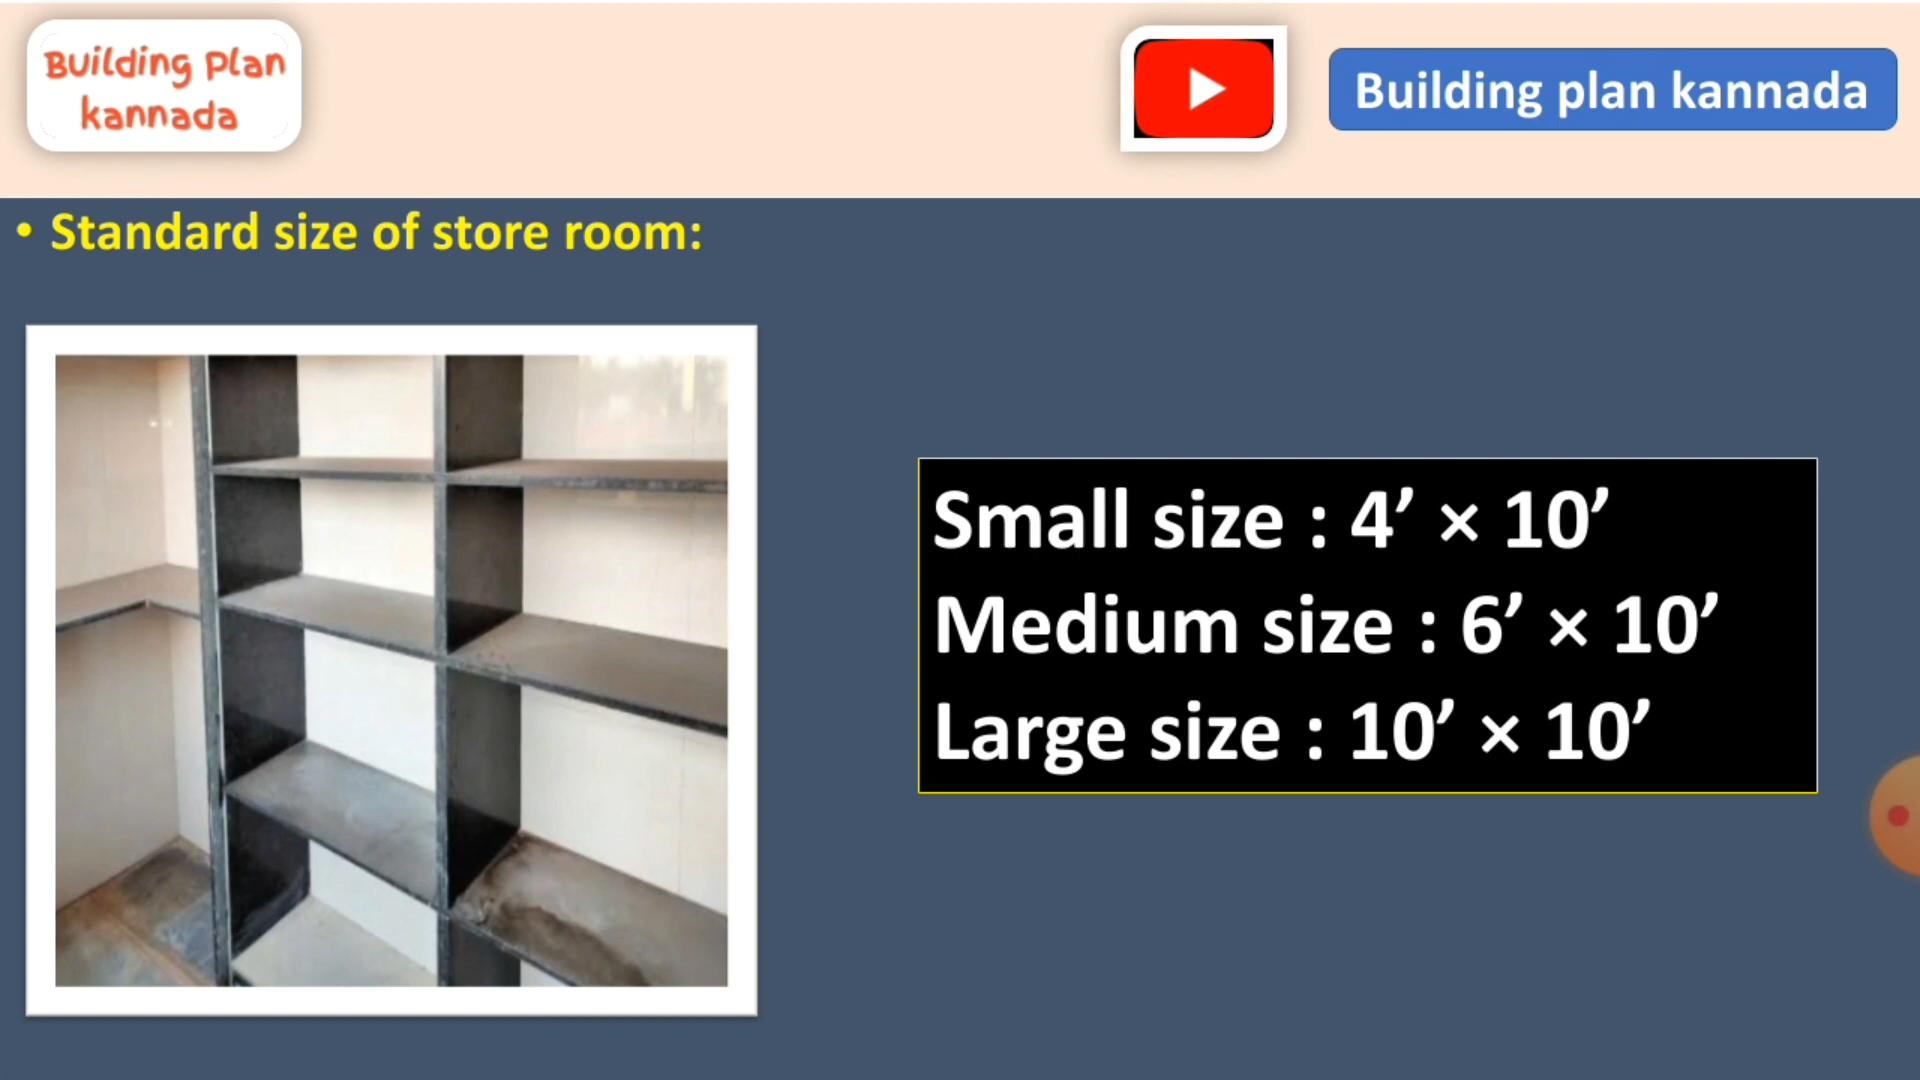 Building Plan
kannada
Building plan kannada
• Standard size of store room:
Small size : 4’ × 10’
Medium size : 6’ × 10’
Large size : 10’ × 10’